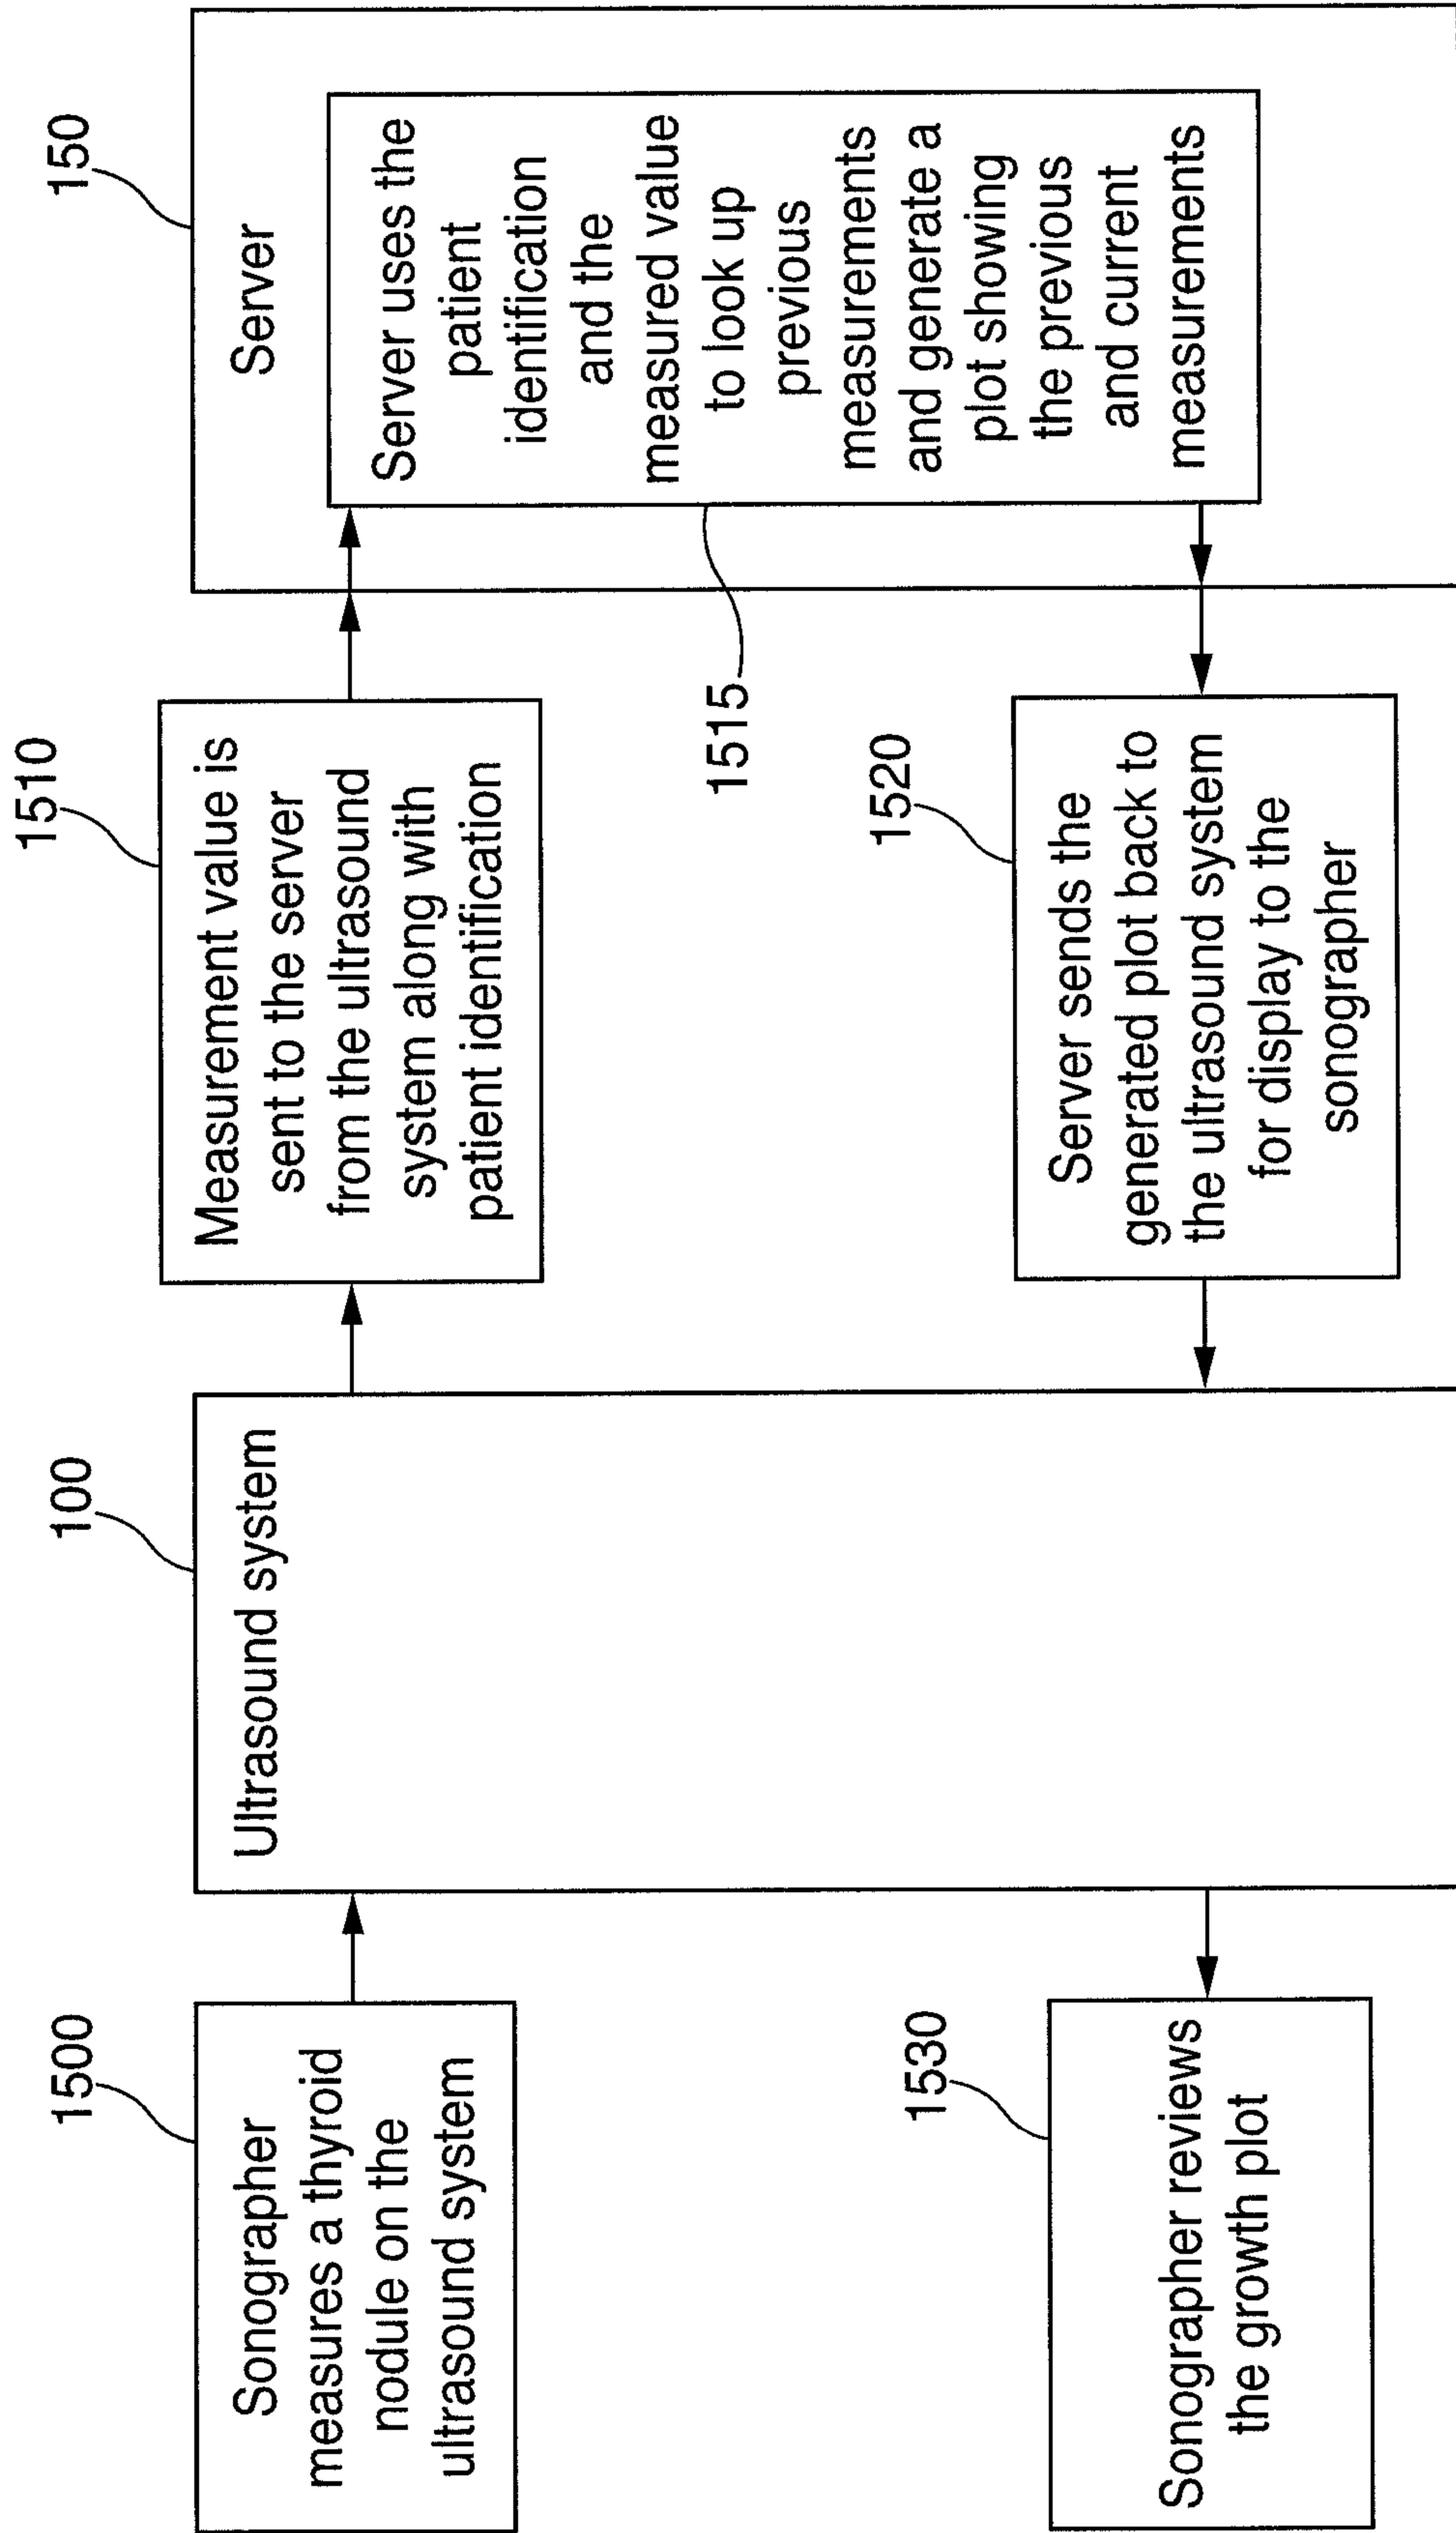 1500
Sonographer
measures a thyroid
nodule on the
ultrasound system
100
Ultrasound system
1510
Measurement value is
sent to the server
from the ultrasound
system along with
patient identification
150
Server
Server uses the
patient
identification
and the
measured value
to look up
previous
measurements
and generate a
plot showing
the previous
and current
measurements
1515
1520
Server sends the
generated plot back to
the ultrasound system
for display to the
sonographer
1530
Sonographer reviews
the growth plot